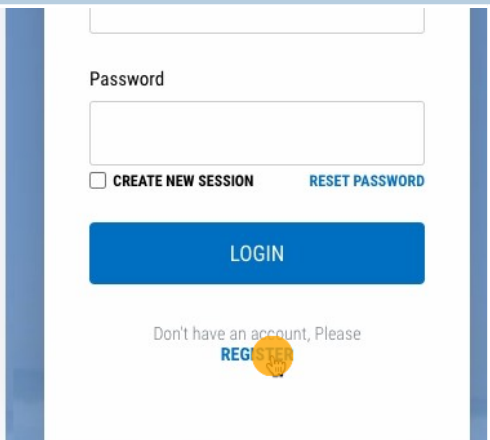 Password
CREATE NEW SESSION RESET PASSWORD
LOGIN
Don't have an account, Please
REGISTER